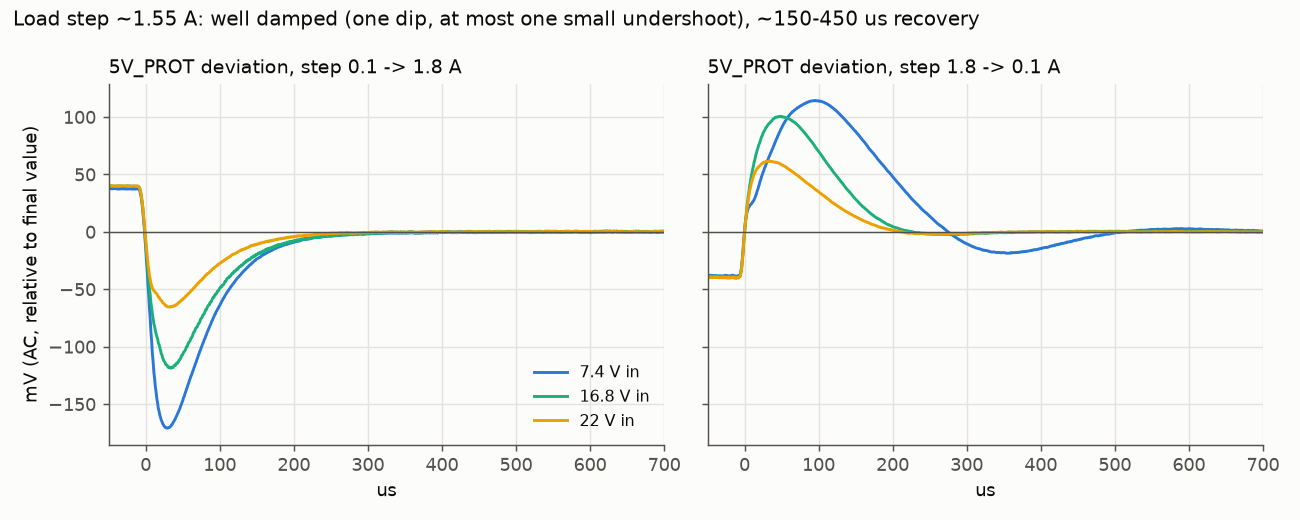 Load step ~1.55 A: well damped (one dip, at most one small undershoot), ~150-450 us recovery
5V_PROT deviation, step 0.1 -> 1.8 A
5V_PROT deviation, step 1.8 -> 0.1 A
mV (AC, relative to final value)
100
50
0
−50
−100
−150
7.4 V in
16.8 V in
22 V in
0 100 200 300 400 500 600 700
0 100 200 300 400 500 600 700
us
us